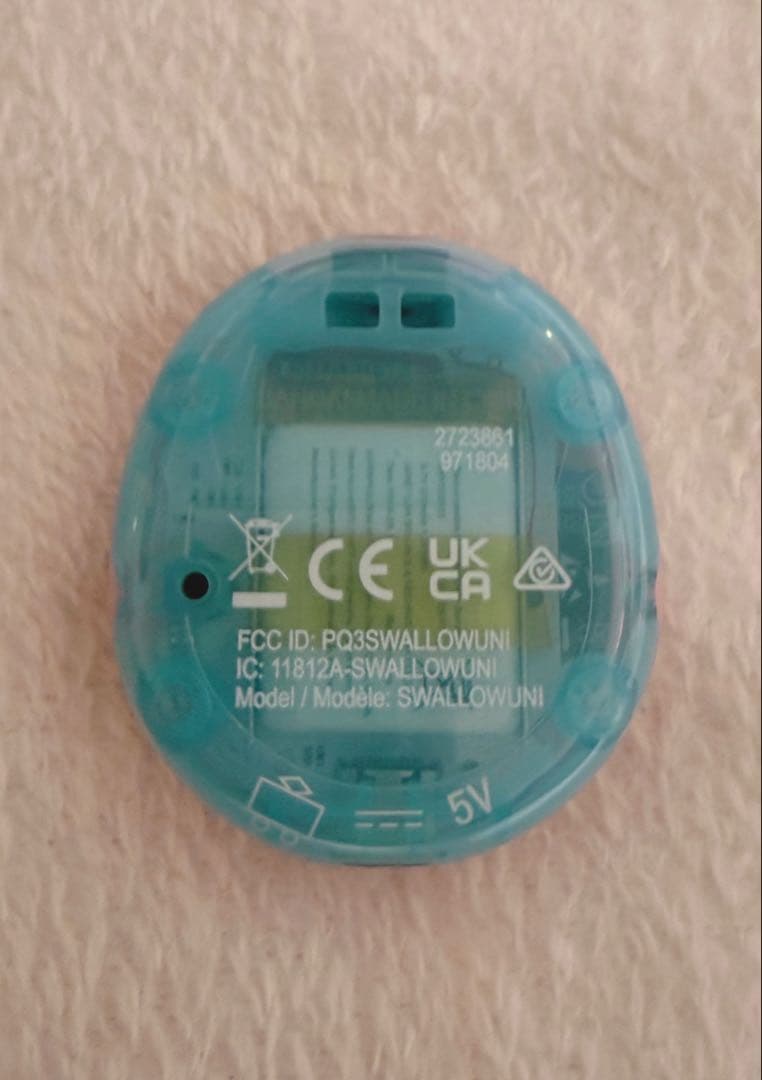 2723861
971804
CE UK CA
FCC ID: PQ3SWALLOWUNI
IC: 11812A-SWALLOWUNI
Model / Modèle: SWALLOWUNI
5V